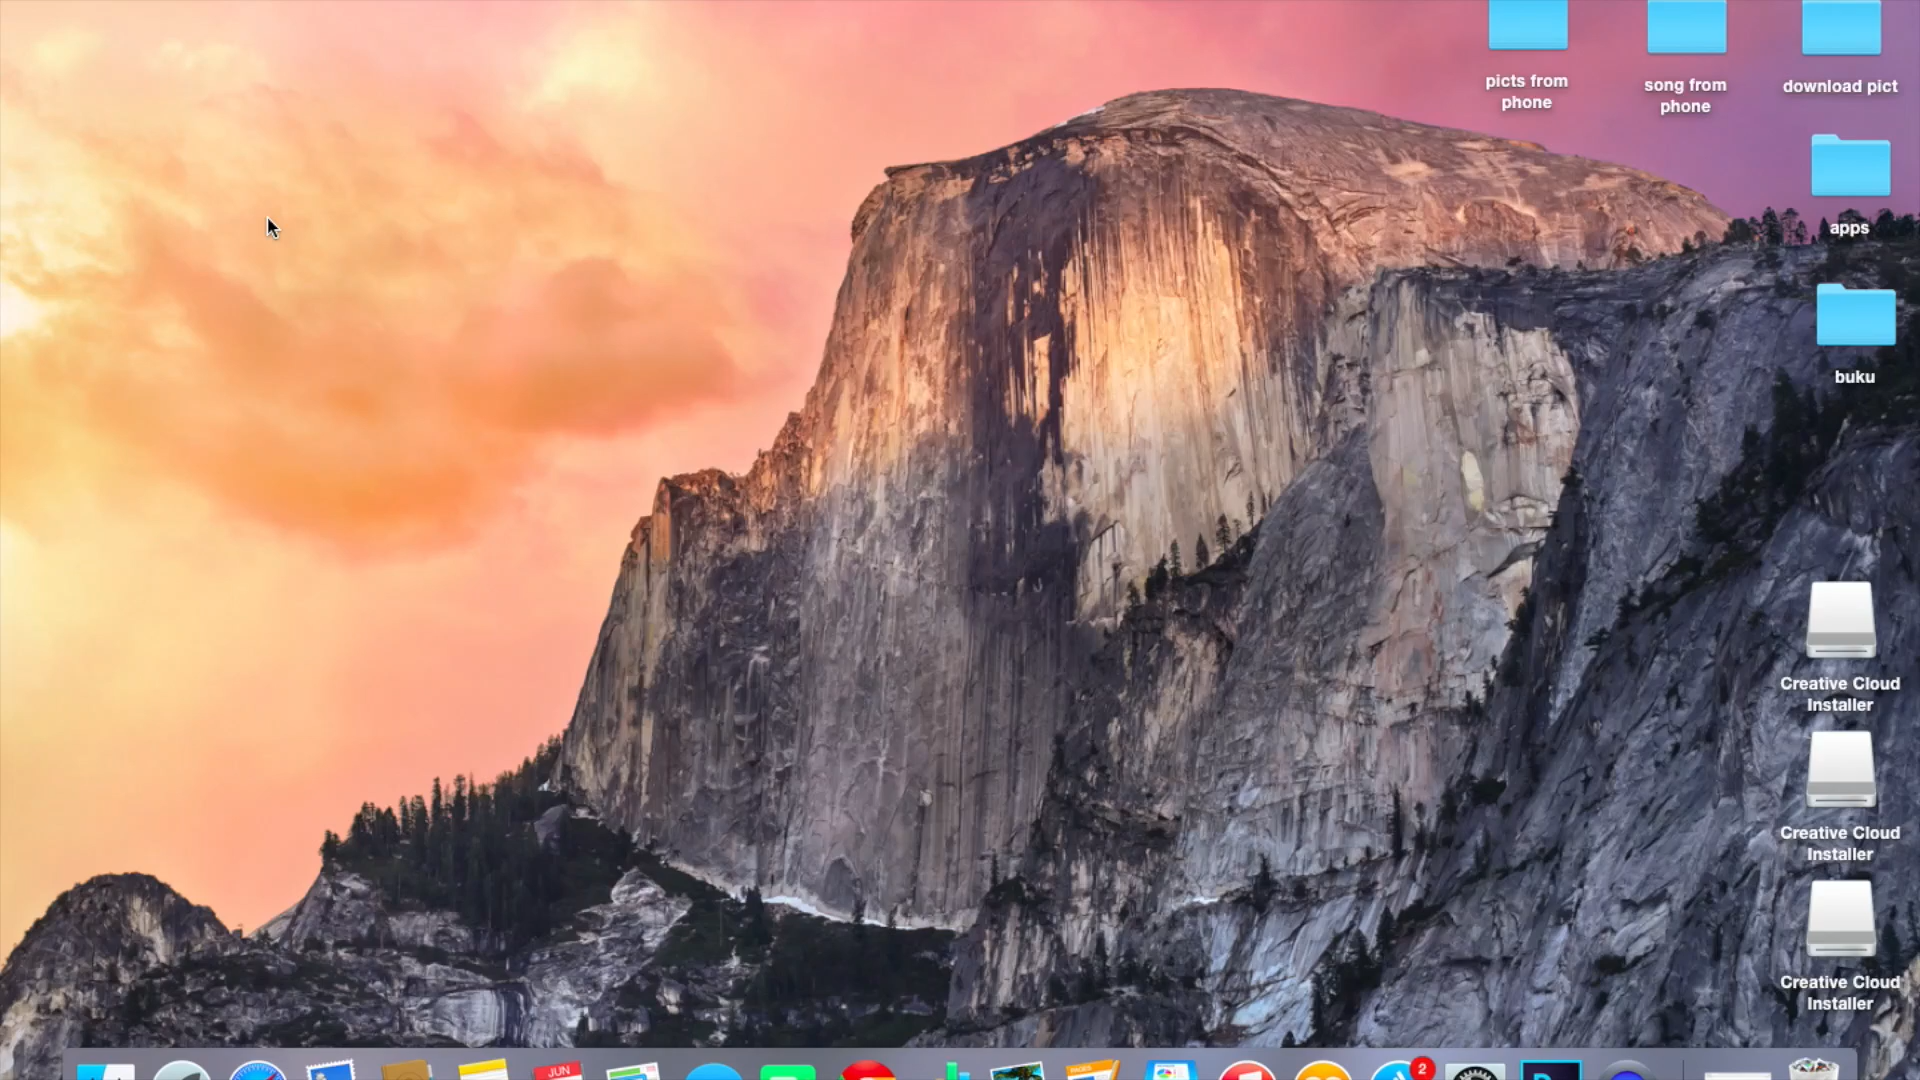 picts from
phone
song from
phone
download pict
apps
buku
Creative Cloud
Installer
Creative Cloud
Installer
Creative Cloud
Installer
JUN
PAGES
2